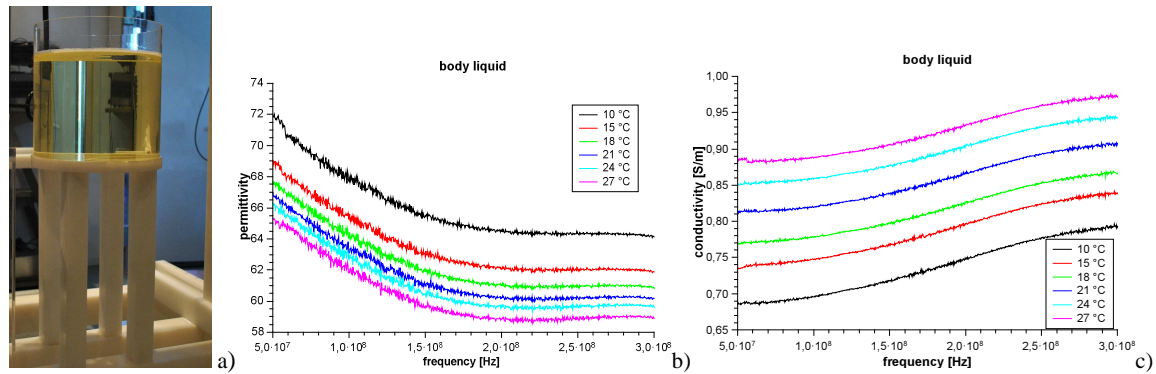 a)
body liquid
permittivity
74
72
70
68
66
64
62
60
58
10 °C
15 °C
18 °C
21 °C
24 °C
27 °C
5,0·10⁷ 1,0·10⁸ 1,5·10⁸ 2,0·10⁸ 2,5·10⁸ 3,0·10⁸
frequency [Hz]
b)
body liquid
conductivity [S/m]
1,00
0,95
0,90
0,85
0,80
0,75
0,70
0,65
10 °C
15 °C
18 °C
21 °C
24 °C
27 °C
5,0·10⁷ 1,0·10⁸ 1,5·10⁸ 2,0·10⁸ 2,5·10⁸ 3,0·10⁸
frequency [Hz]
c)